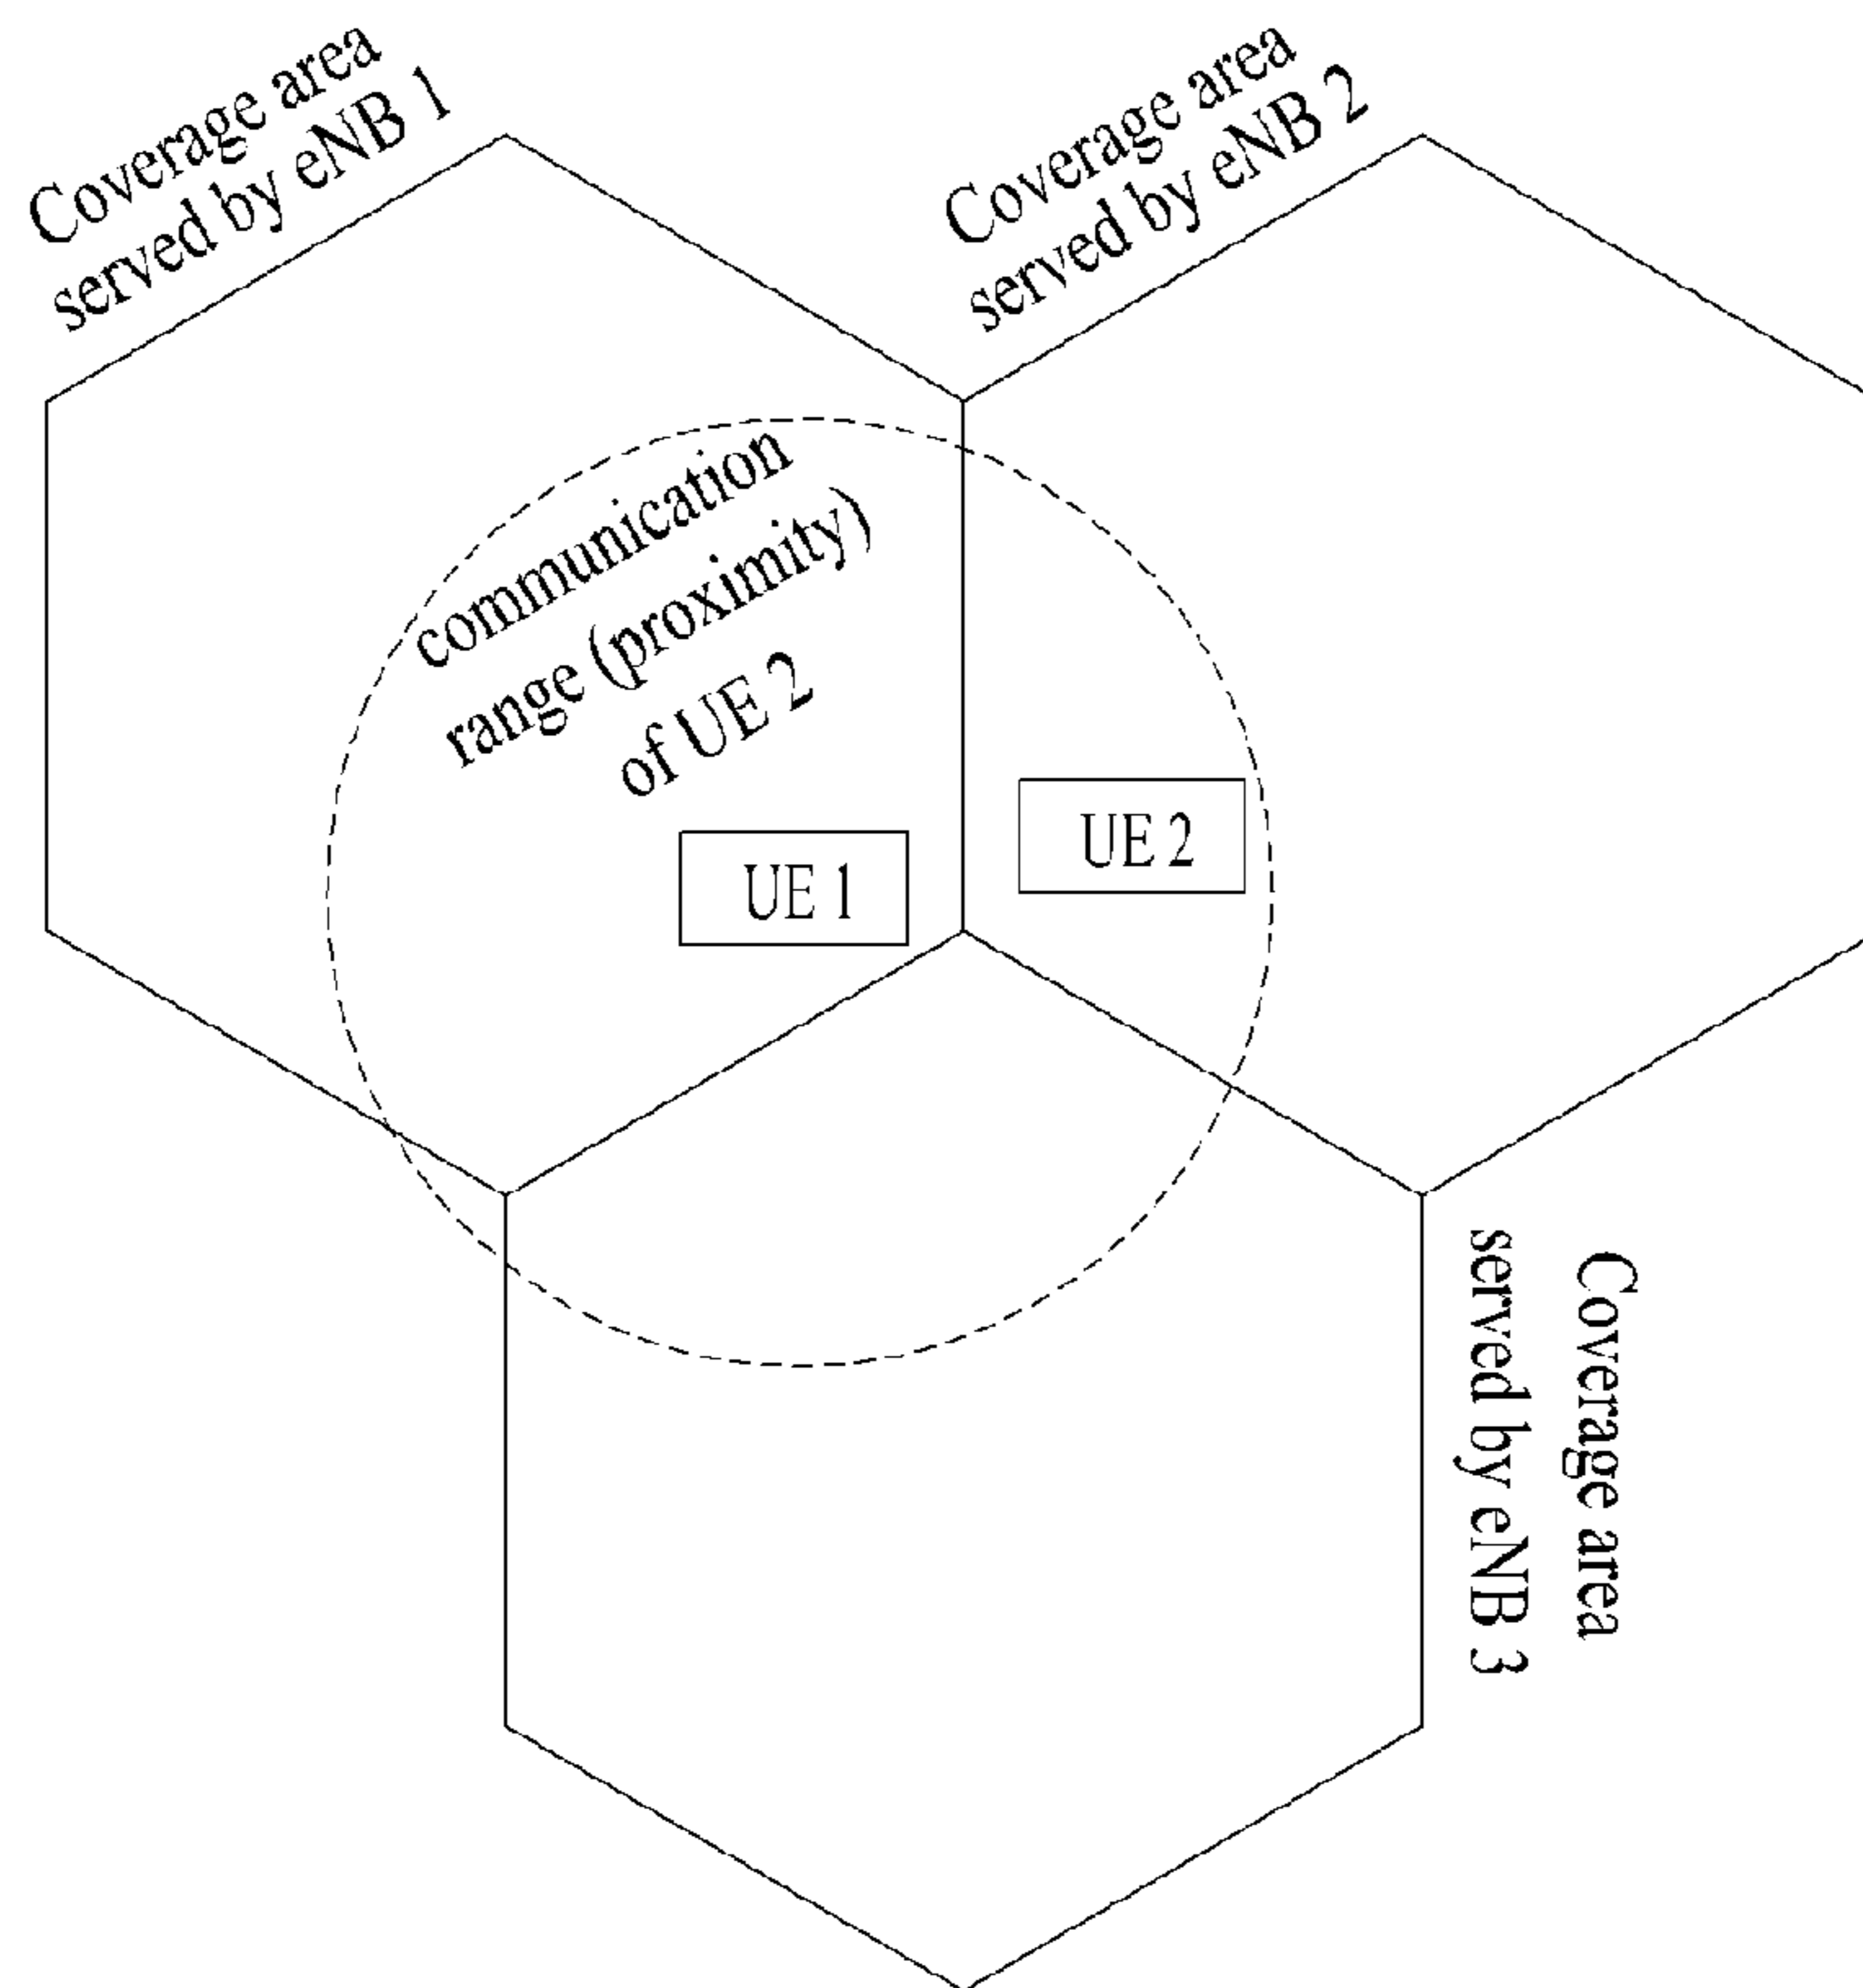 Coverage area
served by eNB 1
Coverage area
served by eNB 2
communication
range (proximity)
of UE 2
UE 1
UE 2
Coverage area
served by eNB 3